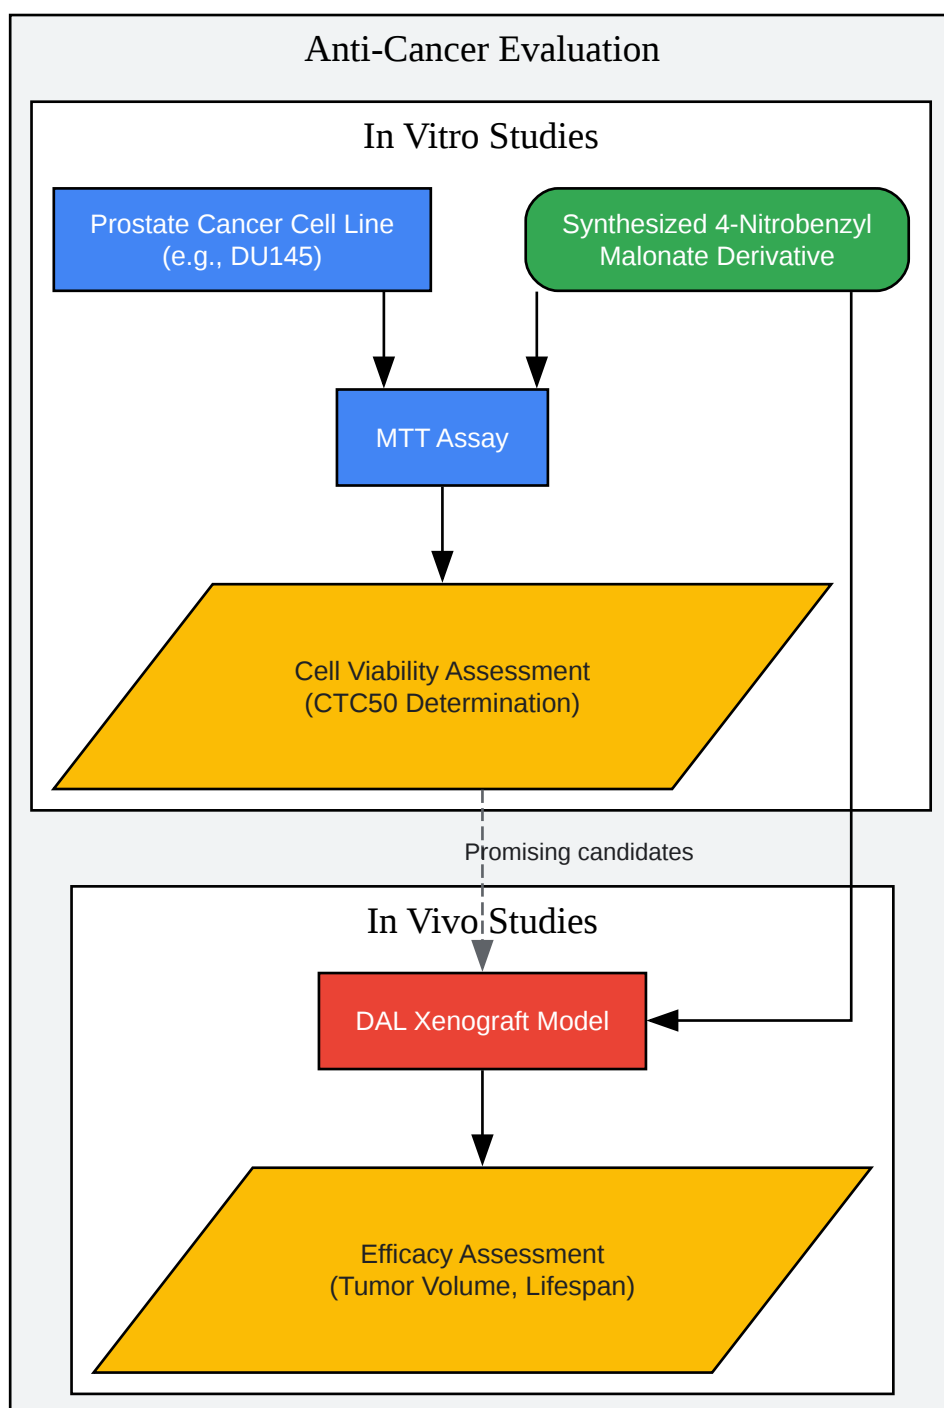 Anti-Cancer Evaluation
In Vitro Studies
Prostate Cancer Cell Line
(e.g., DU145)
Synthesized 4-Nitrobenzyl
Malonate Derivative
MTT Assay
Cell Viability Assessment
(CTC50 Determination)
Promising candidates
In Vivo Studies
DAL Xenograft Model
Efficacy Assessment
(Tumor Volume, Lifespan)